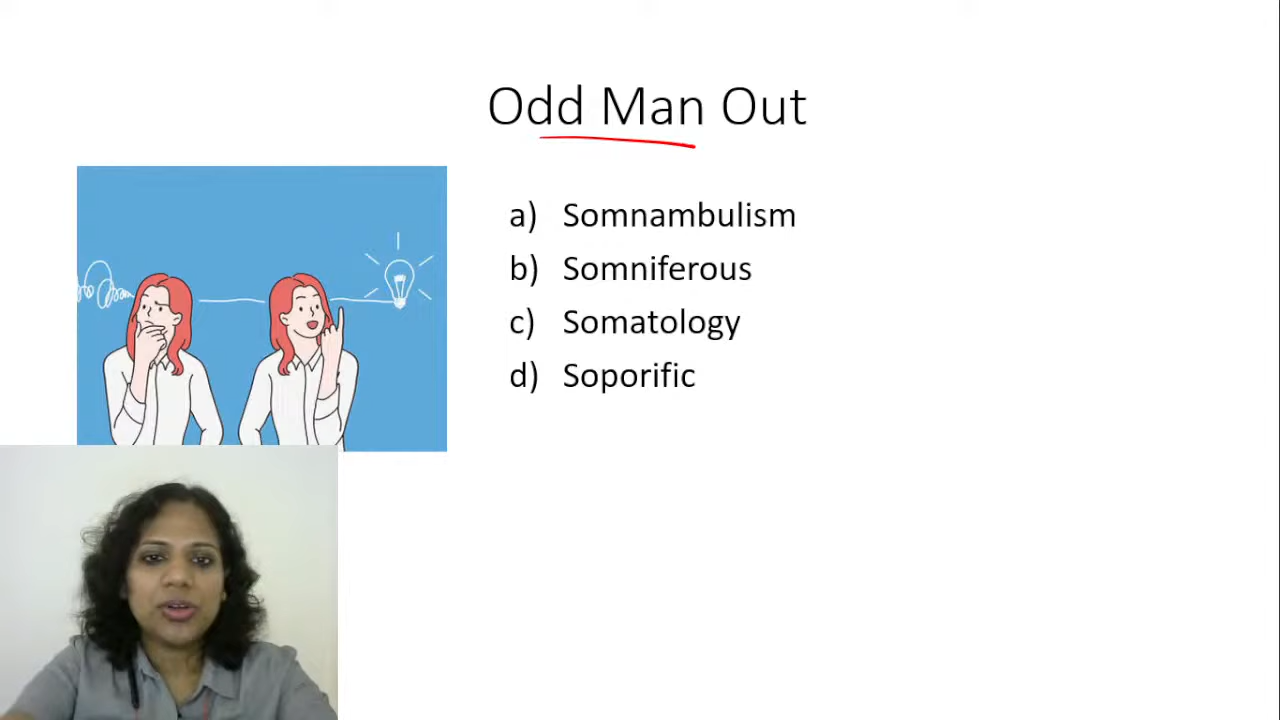 Odd Man Out
a) Somnambulism
b) Somniferous
c) Somatology
d) Soporific